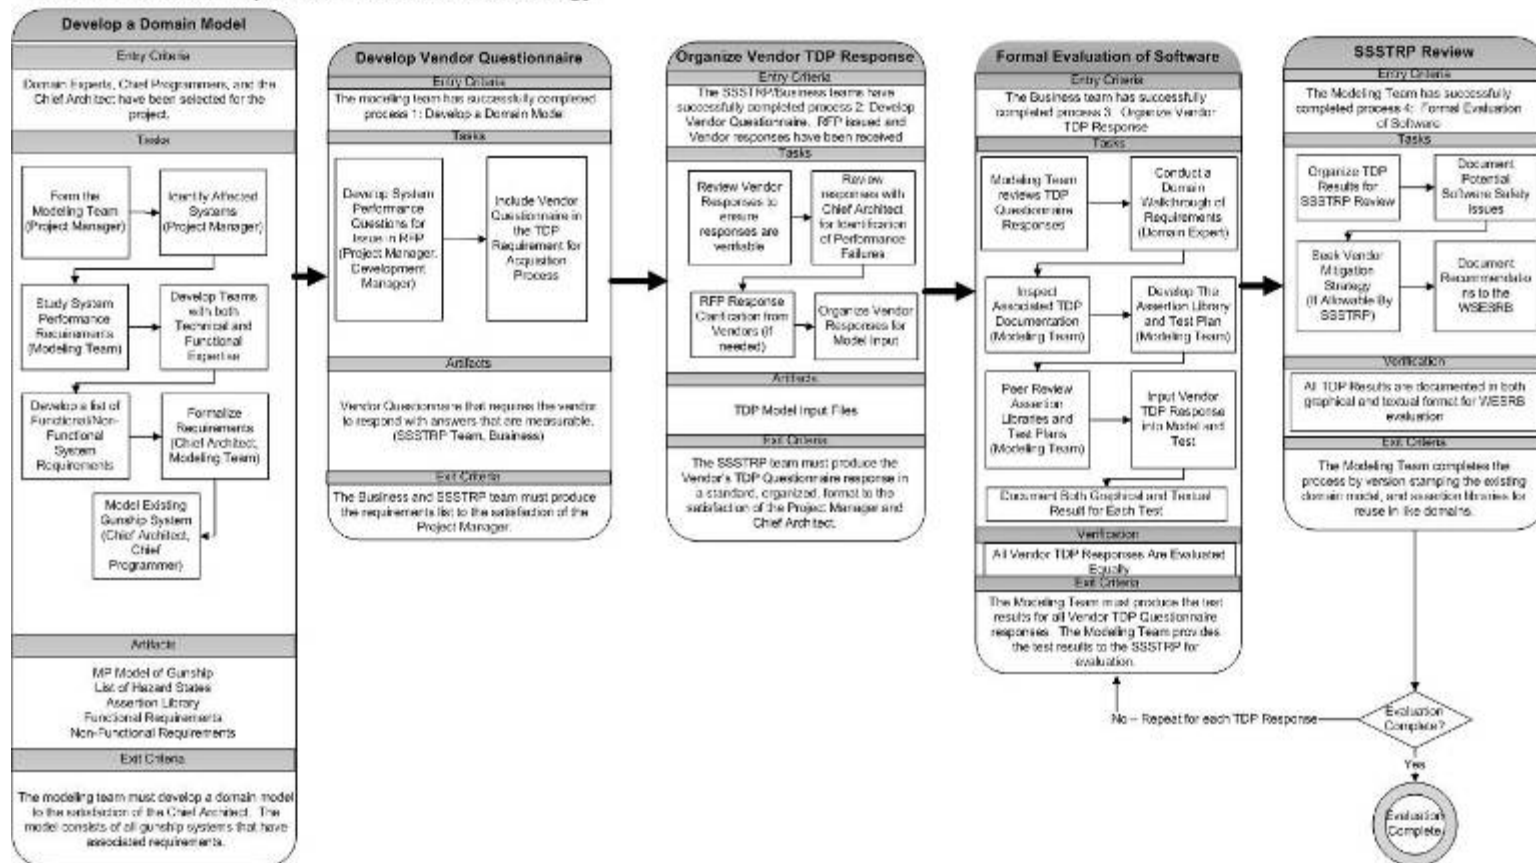 Develop a Domain Model
Entry Criteria
Domain Experts, Chief Programmers, and the
Chief Architect have been selected for the
project.
Tasks
Form the
Modeling Team
(Project Manager)
Identify Affected
Systems
(Project Manager)
Study System
Performance
Requirements
(Modeling Team)
Develop Teams
with both
Technical and
Functional
Expertise
Develop a list of
Functional/Non-
Functional
System
Requirements
Formalize
Requirements
(Chief Architect,
Modeling Team)
Model Existing
Gunship System
(Chief Architect,
Chief
Programmer)
Artifacts
MP Model of Gunship
List of Hazard States
Assertion Library
Functional Requirements
Non-Functional Requirements
Exit Criteria
The modeling team must develop a domain model
to the satisfaction of the Chief Architect. The
model consists of all gunship systems that have
associated requirements.
Develop Vendor Questionnaire
Entry Criteria
The modeling team has successfully completed
process 1: Develop a Domain Model
Tasks
Develop System
Performance
Questions for
Issue in RFP
(Project Manager,
Development
Manager)
Include Vendor
Questionnaire in
the TDP
Requirement for
Acquisition
Process
Artifacts
Vendor Questionnaire that requires the vendor
to respond with answers that are measurable.
(SSSTRP Team, Business)
Exit Criteria
The Business and SSSTRP team must produce
the requirements list to the satisfaction of the
Project Manager.
Organize Vendor TDP Response
Entry Criteria
The SSSTRP/Business teams have
successfully completed process 2: Develop
Vendor Questionnaire. RFP issued and
Vendor responses have been received
Tasks
Review Vendor
Responses to
ensure
responses are
verifiable
Review
responses with
Chief Architect
for Identification
of Performance
Failures
RFP Response
Clarification from
Vendors (if
needed)
Organize Vendor
Responses for
Model Input
Artifacts
TDP Model Input Files
Exit Criteria
The SSSTRP team must produce the
Vendor's TDP Questionnaire response in
a standard, organized, format to the
satisfaction of the Project Manager and
Chief Architect.
Formal Evaluation of Software
Entry Criteria
The Business team has successfully
completed process 3: Organize Vendor
TDP Response
Tasks
Modeling Team
reviews TDP
Questionnaire
Responses
Conduct a
Domain
Walkthrough of
Requirements
(Domain Expert)
Inspect
Associated TDP
Documentation
(Modeling Team)
Develop The
Assertion Library
and Test Plan
(Modeling Team)
Peer Review
Assertion
Libraries and
Test Plans
(Modeling Team)
Input Vendor
TDP Response
into Model and
Test
Document Both Graphical and Textual
Result for Each Test
Verification
All Vendor TDP Responses Are Evaluated
Equally
Exit Criteria
The Modeling Team must produce the test
results for all Vendor TDP Questionnaire
responses. The Modeling Team provides
the test results to the SSSTRP for
evaluation.
SSSTRP Review
Entry Criteria
The Modeling Team has successfully
completed process 4: Formal Evaluation
of Software
Tasks
Organize TDP
Results for
SSSTRP Review
Document
Potential
Software Safety
Issues
Seek Vendor
Mitigation
Strategy
(If Allowable By
SSSTRP)
Document
Recommendatio
ns to the
WSESRB
Verification
All TDP Results are documented in both
graphical and textual format for WESRB
evaluation
Exit Criteria
The Modeling Team completes the
process by version stamping the existing
domain model, and assertion libraries for
reuse in like domains.
Evaluation
Complete?
No – Repeat for each TDP Response
Yes
Evaluation
Complete